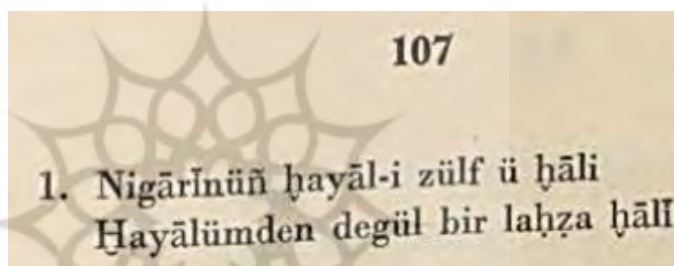 107
1. Nigārīnüñ ḫayāl-i zülf ü ḫāli
Ḫayālümden degül bir laḥẓa ḫālī